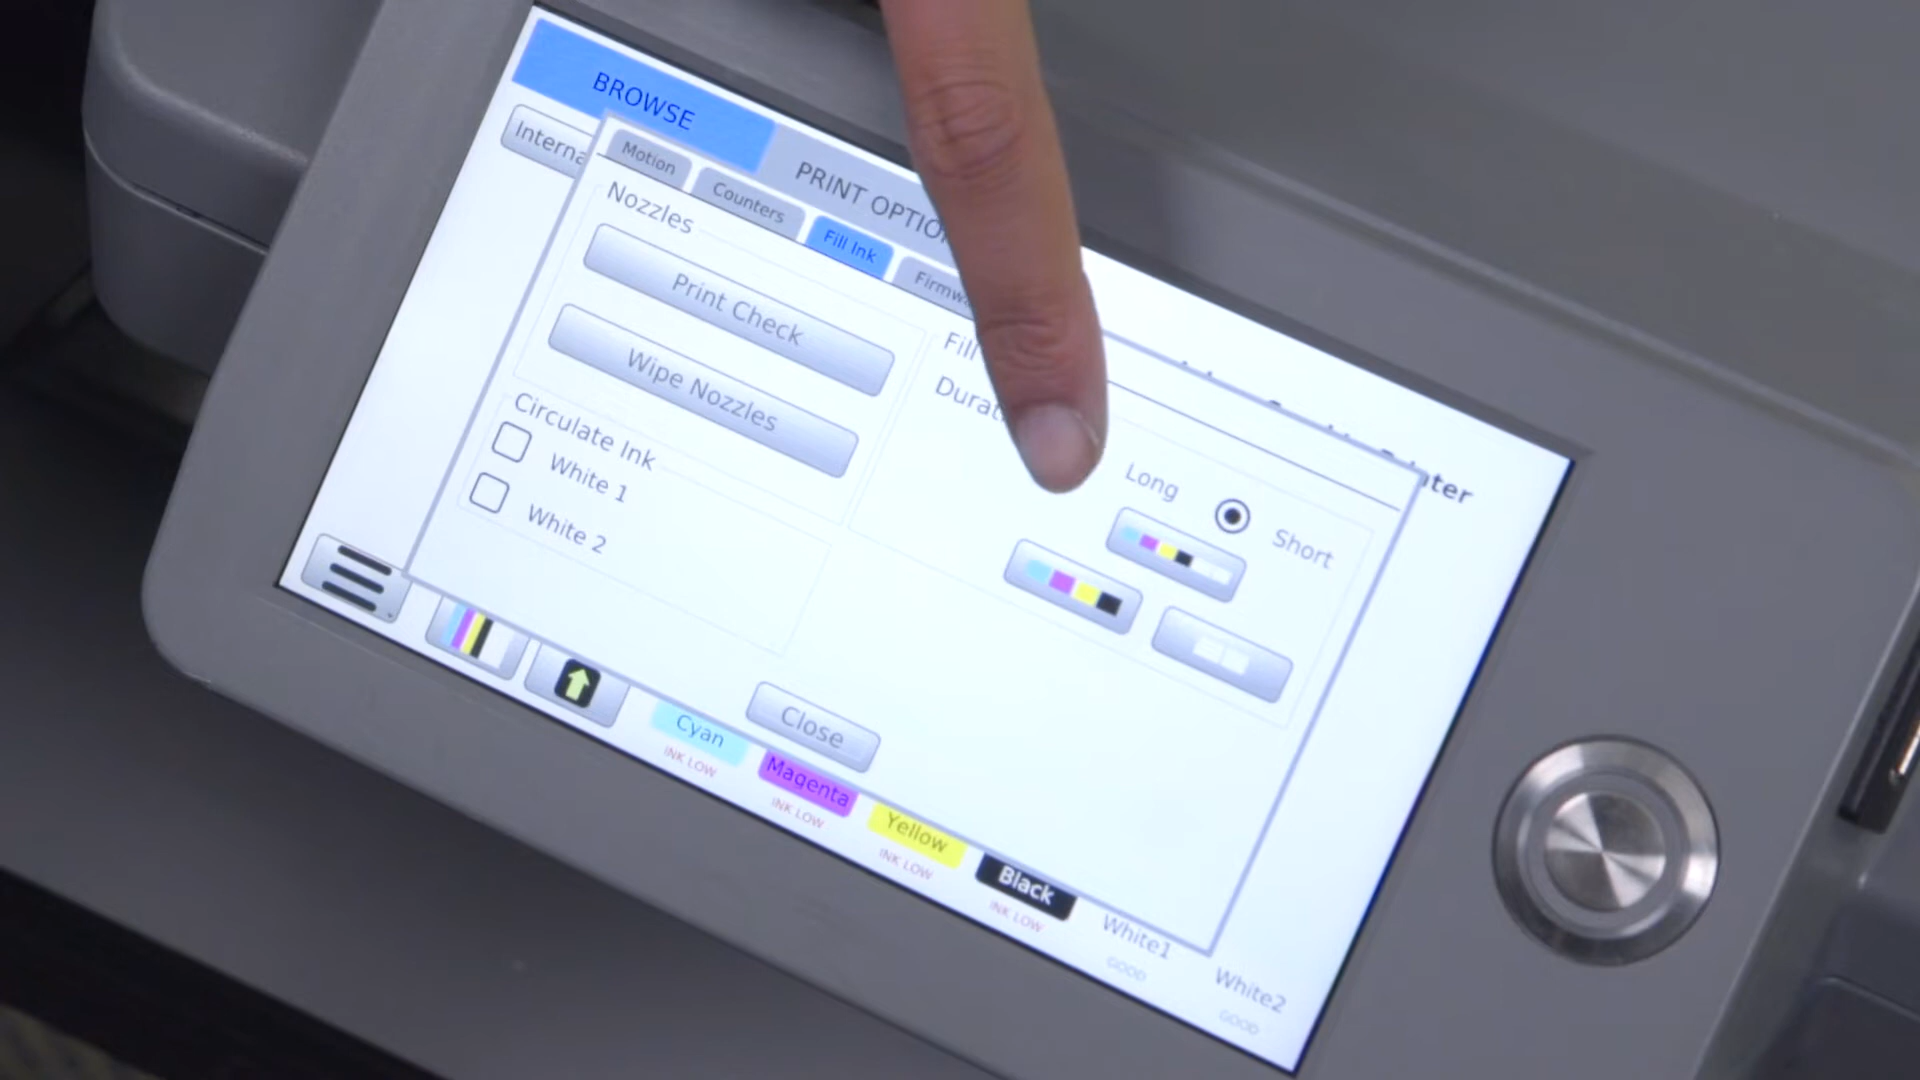 BROWSE
PRINT OPTIO
Interna
Motion
Counters
Fill Ink
Firmw
Nozzles
Print Check
Wipe Nozzles
Circulate Ink
White 1
White 2
Fill
Durat
Long
Short
Close
Cyan
INK LOW
Magenta
INK LOW
Yellow
INK LOW
Black
INK LOW
White1
GOOD
White2
GOOD